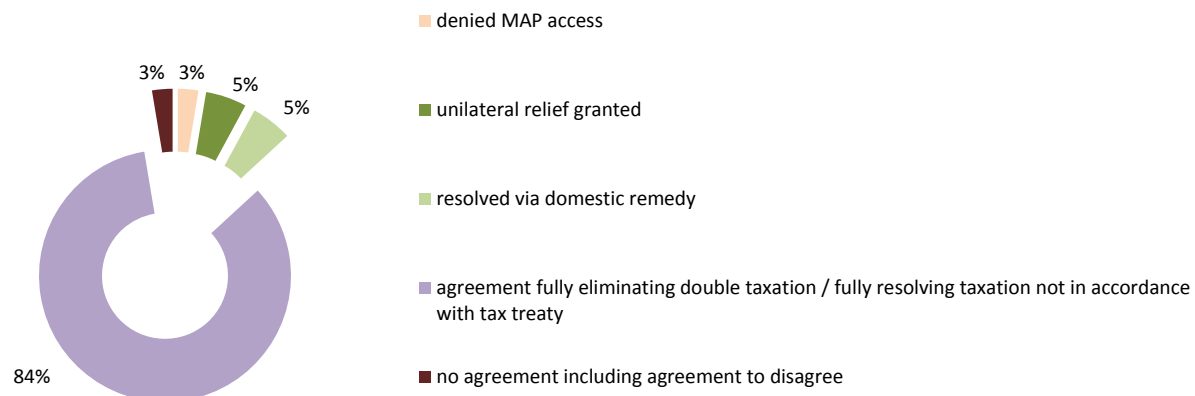 denied MAP access
3% 3%
5%
5%
unilateral relief granted
resolved via domestic remedy
agreement fully eliminating double taxation / fully resolving taxation not in accordance
with tax treaty
84%
no agreement including agreement to disagree